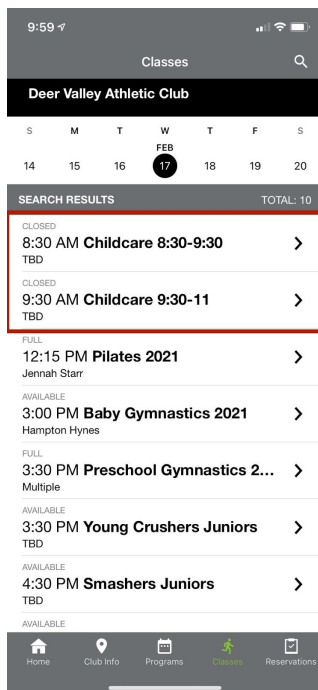 9:59
Classes
Deer Valley Athletic Club
S M T W T F S
FEB
14 15 16 17 18 19 20
SEARCH RESULTS TOTAL: 10
CLOSED
8:30 AM Childcare 8:30-9:30
TBD
CLOSED
9:30 AM Childcare 9:30-11
TBD
FULL
12:15 PM Pilates 2021
Jennah Starr
AVAILABLE
3:00 PM Baby Gymnastics 2021
Hampton Hynes
FULL
3:30 PM Preschool Gymnastics 2...
Multiple
AVAILABLE
3:30 PM Young Crushers Juniors
TBD
AVAILABLE
4:30 PM Smashers Juniors
TBD
AVAILABLE
Home Club Info Programs Classes Reservations